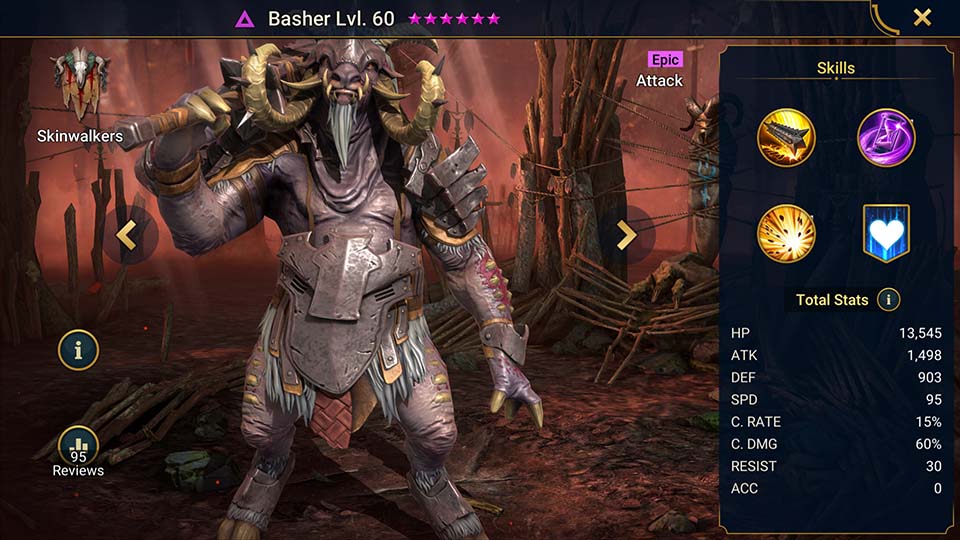 Basher Lvl. 60
Skinwalkers
Epic
Attack
95
Reviews
Skills
Total Stats
HP 13,545
ATK 1,498
DEF 903
SPD 95
C. RATE 15%
C. DMG 60%
RESIST 30
ACC 0